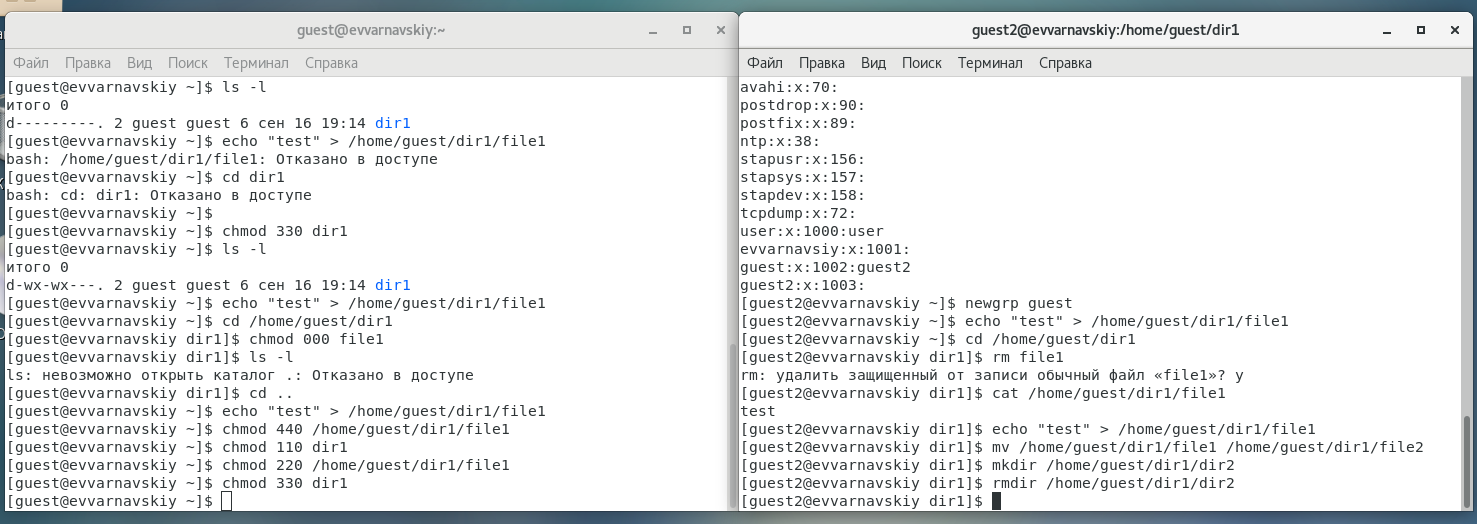 guest@evvarnavskiy:~
Файл Правка Вид Поиск Терминал Справка
[guest@evvarnavskiy ~]$ ls -l
итого 0
d---------. 2 guest guest 6 сен 16 19:14 dir1
[guest@evvarnavskiy ~]$ echo "test" > /home/guest/dir1/file1
bash: /home/guest/dir1/file1: Отказано в доступе
[guest@evvarnavskiy ~]$ cd dir1
bash: cd: dir1: Отказано в доступе
[guest@evvarnavskiy ~]$
[guest@evvarnavskiy ~]$ chmod 330 dir1
[guest@evvarnavskiy ~]$ ls -l
итого 0
d-wx-wx---. 2 guest guest 6 сен 16 19:14 dir1
[guest@evvarnavskiy ~]$ echo "test" > /home/guest/dir1/file1
[guest@evvarnavskiy ~]$ cd /home/guest/dir1
[guest@evvarnavskiy dir1]$ chmod 000 file1
[guest@evvarnavskiy dir1]$ ls -l
ls: невозможно открыть каталог .: Отказано в доступе
[guest@evvarnavskiy dir1]$ cd ..
[guest@evvarnavskiy ~]$ echo "test" > /home/guest/dir1/file1
[guest@evvarnavskiy ~]$ chmod 440 /home/guest/dir1/file1
[guest@evvarnavskiy ~]$ chmod 110 dir1
[guest@evvarnavskiy ~]$ chmod 220 /home/guest/dir1/file1
[guest@evvarnavskiy ~]$ chmod 330 dir1
[guest@evvarnavskiy ~]$
guest2@evvarnavskiy:/home/guest/dir1
Файл Правка Вид Поиск Терминал Справка
avahi:x:70:
postdrop:x:90:
postfix:x:89:
ntp:x:38:
stapusr:x:156:
stapsys:x:157:
stapdev:x:158:
tcpdump:x:72:
user:x:1000:user
evvarnavsiy:x:1001:
guest:x:1002:guest2
guest2:x:1003:
[guest2@evvarnavskiy ~]$ newgrp guest
[guest2@evvarnavskiy ~]$ echo "test" > /home/guest/dir1/file1
[guest2@evvarnavskiy ~]$ cd /home/guest/dir1
[guest2@evvarnavskiy dir1]$ rm file1
rm: удалить защищенный от записи обычный файл «file1»? y
[guest2@evvarnavskiy dir1]$ cat /home/guest/dir1/file1
test
[guest2@evvarnavskiy dir1]$ echo "test" > /home/guest/dir1/file1
[guest2@evvarnavskiy dir1]$ mv /home/guest/dir1/file1 /home/guest/dir1/file2
[guest2@evvarnavskiy dir1]$ mkdir /home/guest/dir1/dir2
[guest2@evvarnavskiy dir1]$ rmdir /home/guest/dir1/dir2
[guest2@evvarnavskiy dir1]$